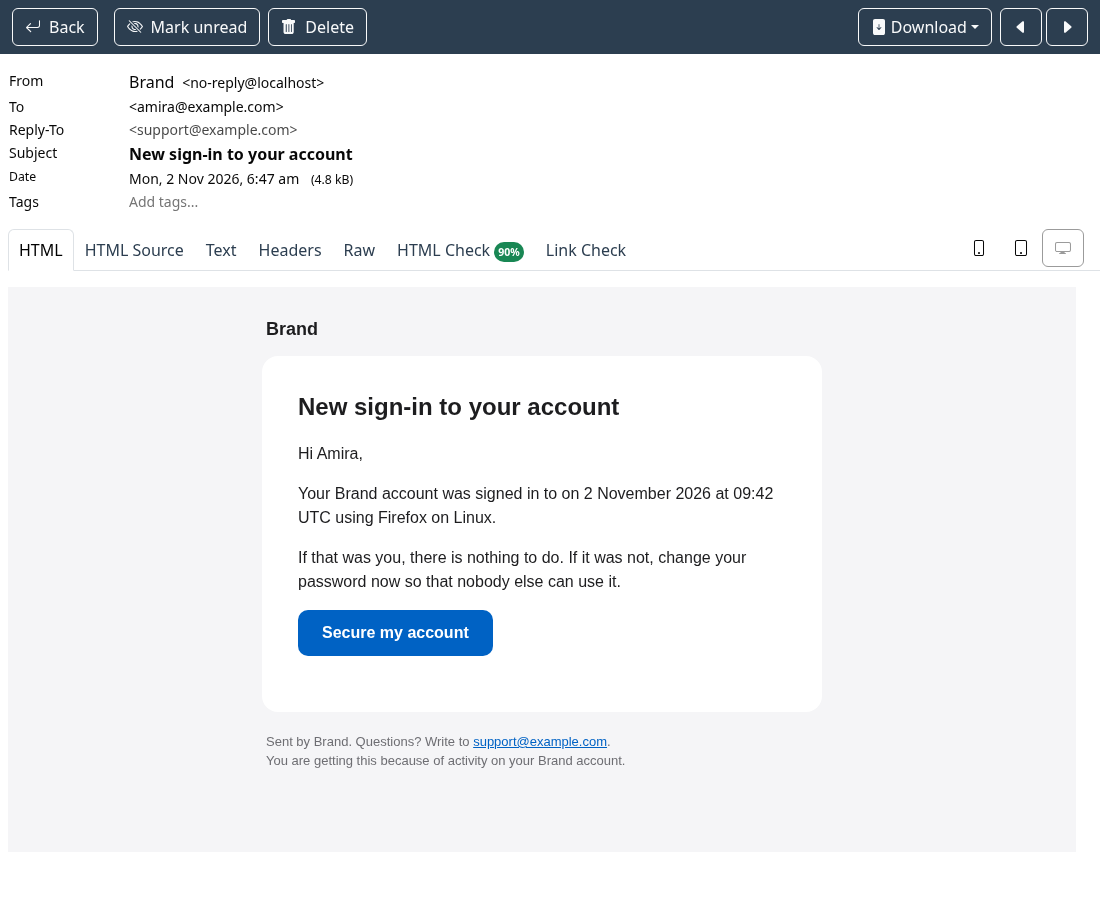 Back Mark unread Delete Download
From Brand <no-reply@localhost>
To <amira@example.com>
Reply-To <support@example.com>
Subject New sign-in to your account
Date Mon, 2 Nov 2026, 6:47 am (4.8 kB)
Tags Add tags...
HTML HTML Source Text Headers Raw HTML Check 90% Link Check
Brand
New sign-in to your account
Hi Amira,
Your Brand account was signed in to on 2 November 2026 at 09:42
UTC using Firefox on Linux.
If that was you, there is nothing to do. If it was not, change your
password now so that nobody else can use it.
Secure my account
Sent by Brand. Questions? Write to support@example.com.
You are getting this because of activity on your Brand account.